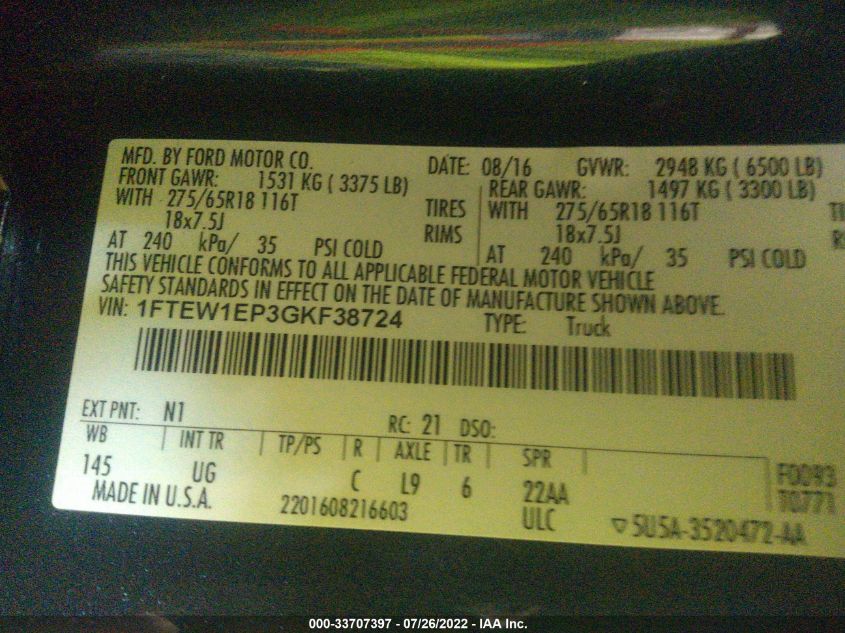 MFD. BY FORD MOTOR CO. DATE: 08/16 GVWR: 2948 KG ( 6500 LB)
FRONT GAWR: 1531 KG ( 3375 LB) REAR GAWR: 1497 KG ( 3300 LB)
WITH 275/65R18 116T TIRES WITH 275/65R18 116T
18x7.5J RIMS 18x7.5J
AT 240 kPa/ 35 PSI COLD AT 240 kPa/ 35 PSI COLD
THIS VEHICLE CONFORMS TO ALL APPLICABLE FEDERAL MOTOR VEHICLE
SAFETY STANDARDS IN EFFECT ON THE DATE OF MANUFACTURE SHOWN ABOVE.
VIN: 1FTEW1EP3GKF38724 TYPE: Truck
EXT PNT: N1 RC: 21 DSO:
WB INT TR TP/PS R AXLE TR SPR
145 UG C L9 6 22AA F0093
MADE IN U.S.A. 2201608216603 ULC T0771
5U5A-3520472-AA
000-33707397 - 07/26/2022 - IAA Inc.